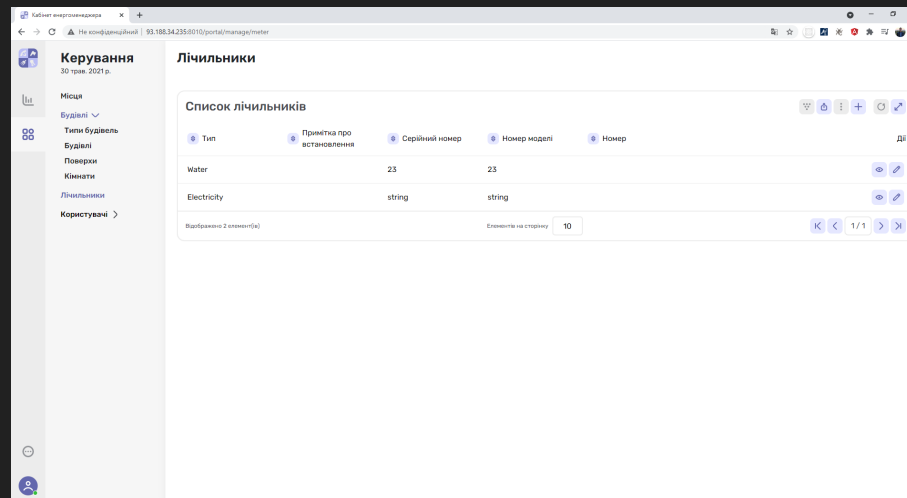 Кабінет енергоменеджера
Не конфіденційний | 93.188.34.235:8010/portal/manage/meter
Керування
30 трав. 2021 р.
Місця
Будівлі
Типи будівель
Будівлі
Поверхи
Кімнати
Лічильники
Користувачі
Лічильники
Список лічильників
Тип
Примітка про
встановлення
Серійний номер
Номер моделі
Номер
Дії
Water 23 23
Electricity string string
Відображено 2 елемент(ів)
Елементів на сторінку 10
1 / 1